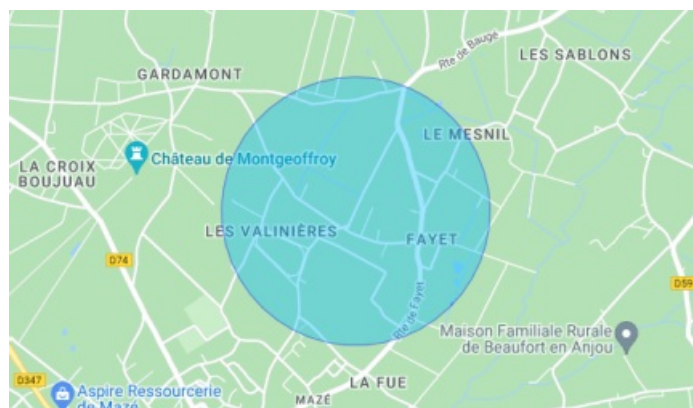 Rte de Baugé
LES SABLONS
GARDAMONT
LE MESNIL
Château de Montgeoffroy
LA CROIX
BOUJUAU
LES VALINIÈRES
FAYET
D74
D59
Rte de Fayet
Maison Familiale Rurale
de Beaufort en Anjou
D347
LA FUE
Aspire Ressourcerie
de Mazé
MAZÉ